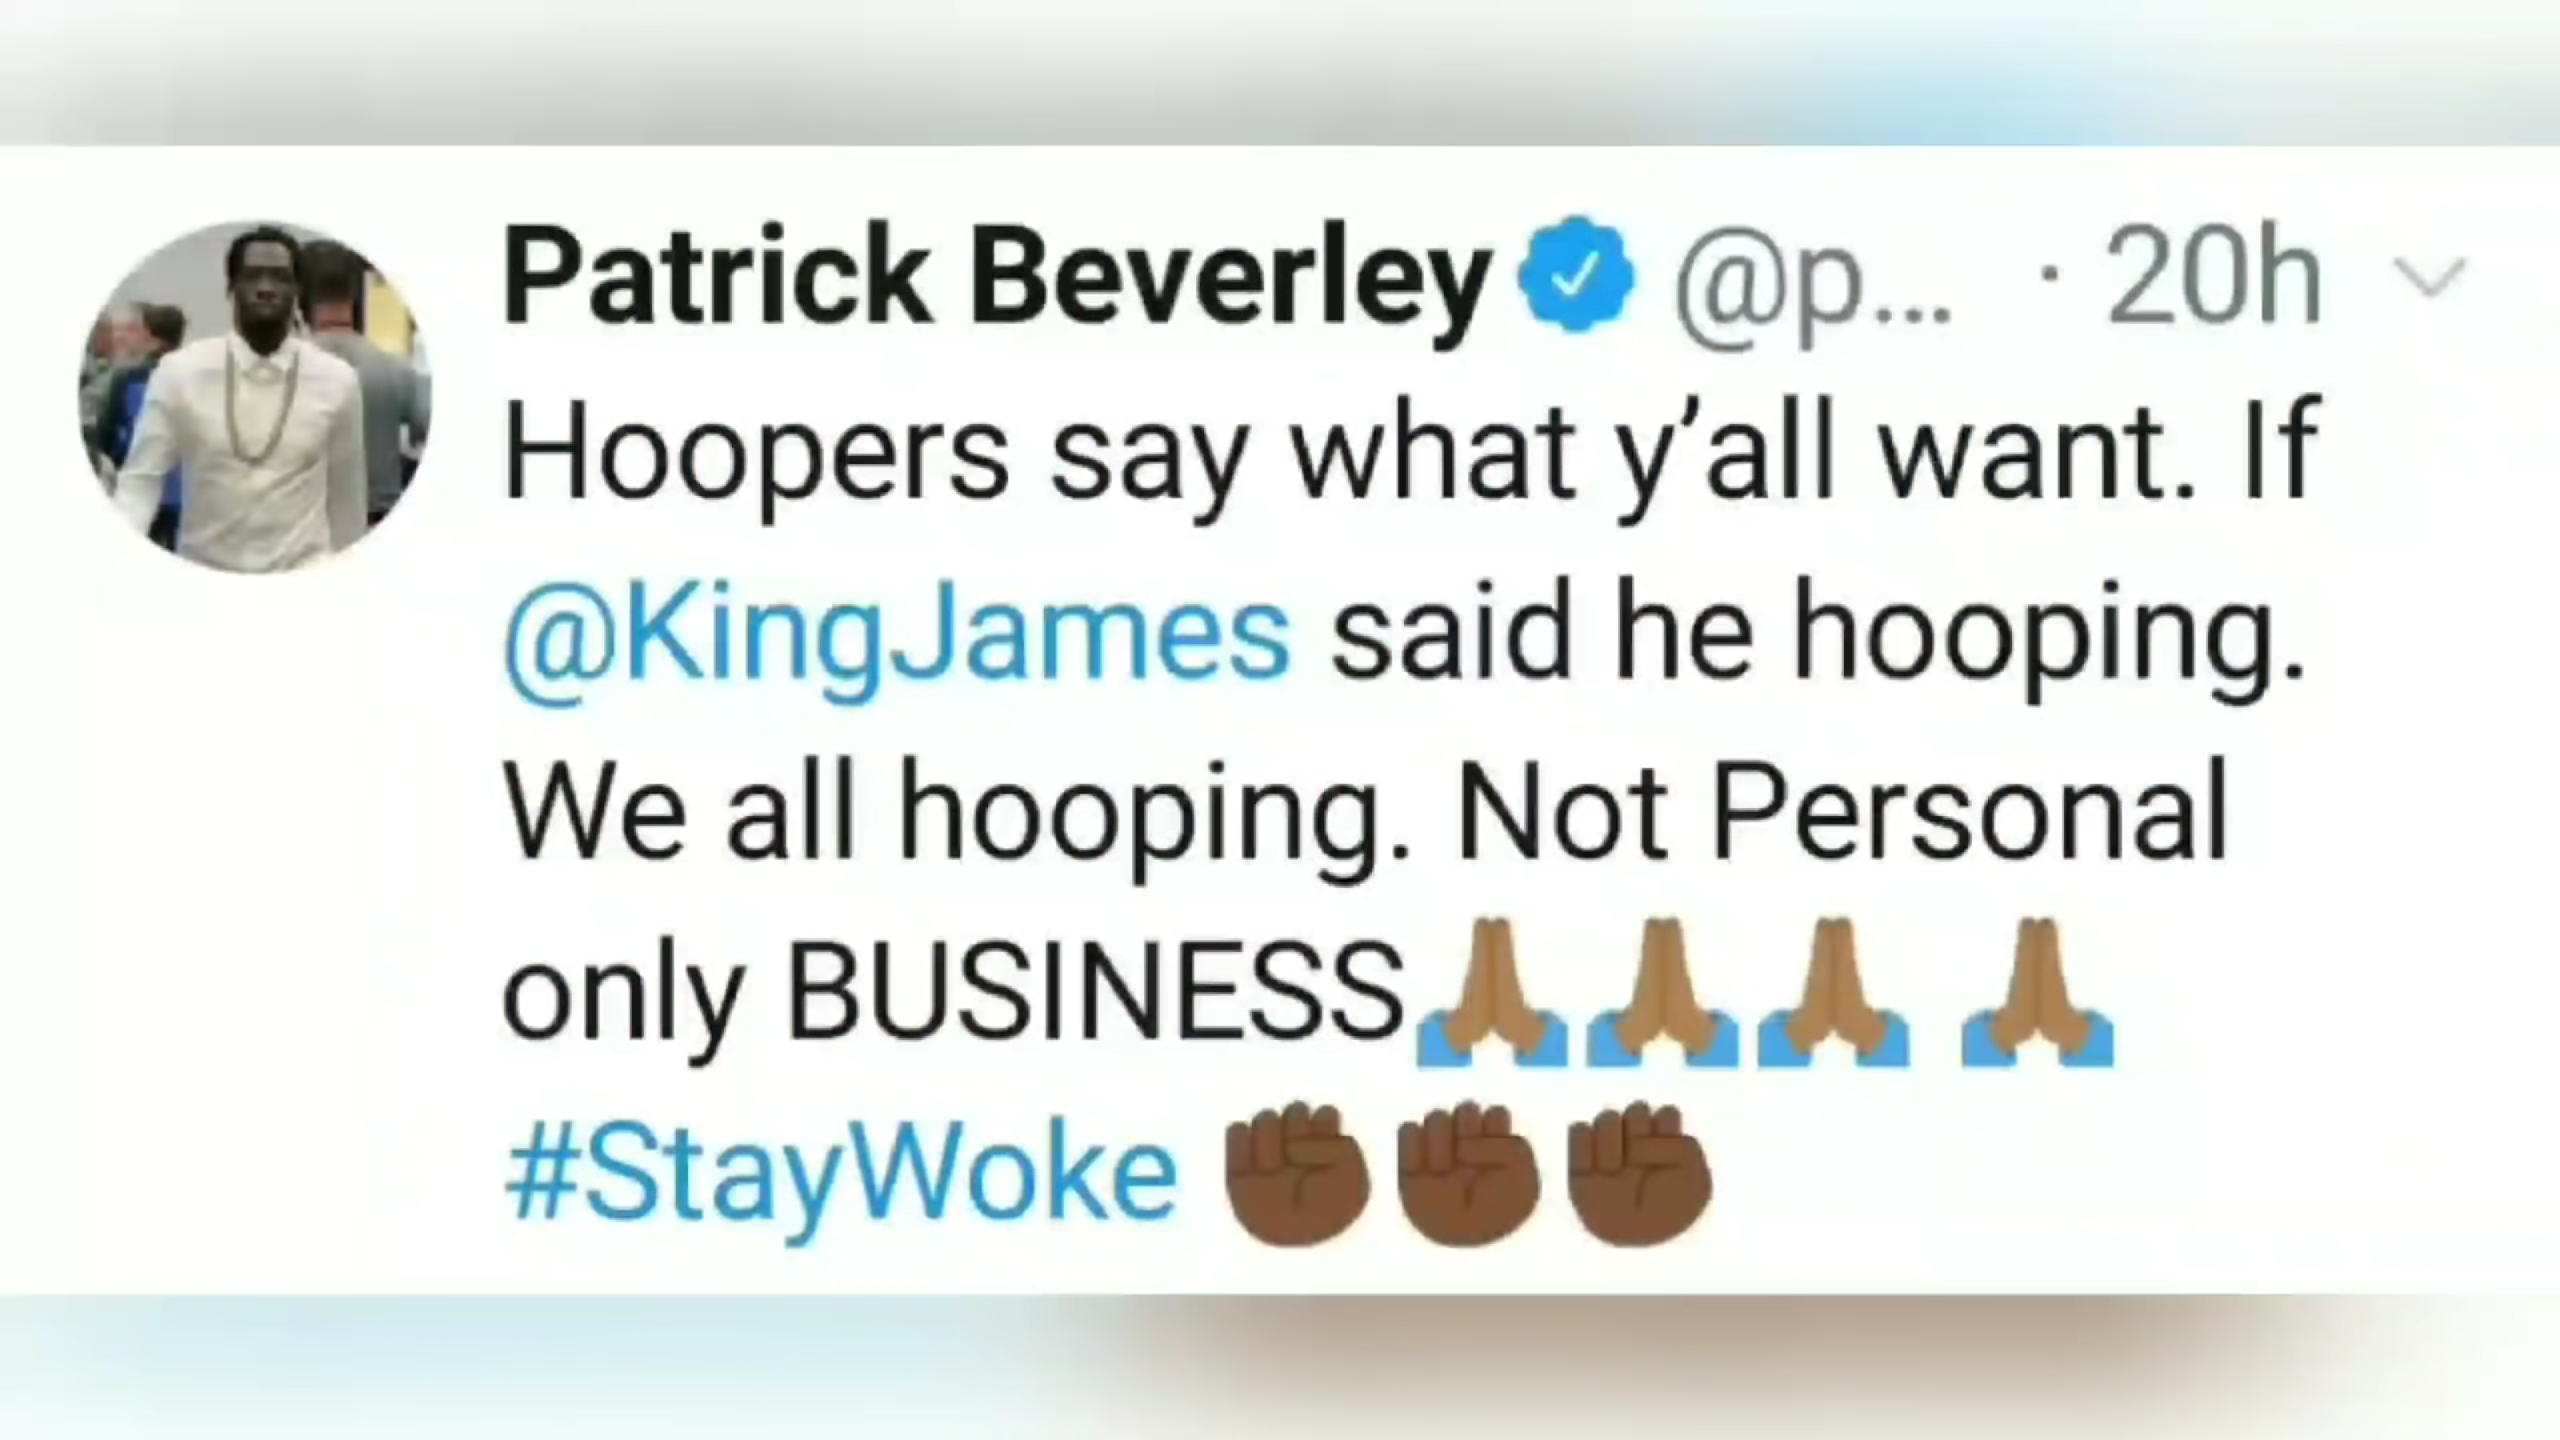 Patrick Beverley @p... · 20h
Hoopers say what y’all want. If
@KingJames said he hooping.
We all hooping. Not Personal
only BUSINESS🙏🏽🙏🏽🙏🏽 🙏🏽
#StayWoke ✊🏿✊🏿✊🏿